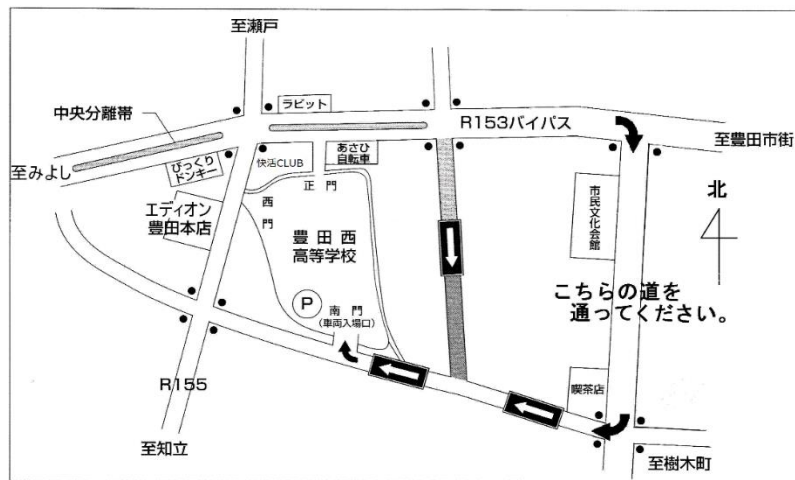 至瀬戸
中央分離帯
ラビット
R153バイパス
至豊田市街
至みよし
びっくり
ドンキー
快活CLUB
あさひ
自転車
正門
西門
エディオン
豊田本店
豊田西
高等学校
市民文化会館
北
P
南門
(車両入場口)
こちらの道を
通ってください。
喫茶店
R155
至知立
至樹木町